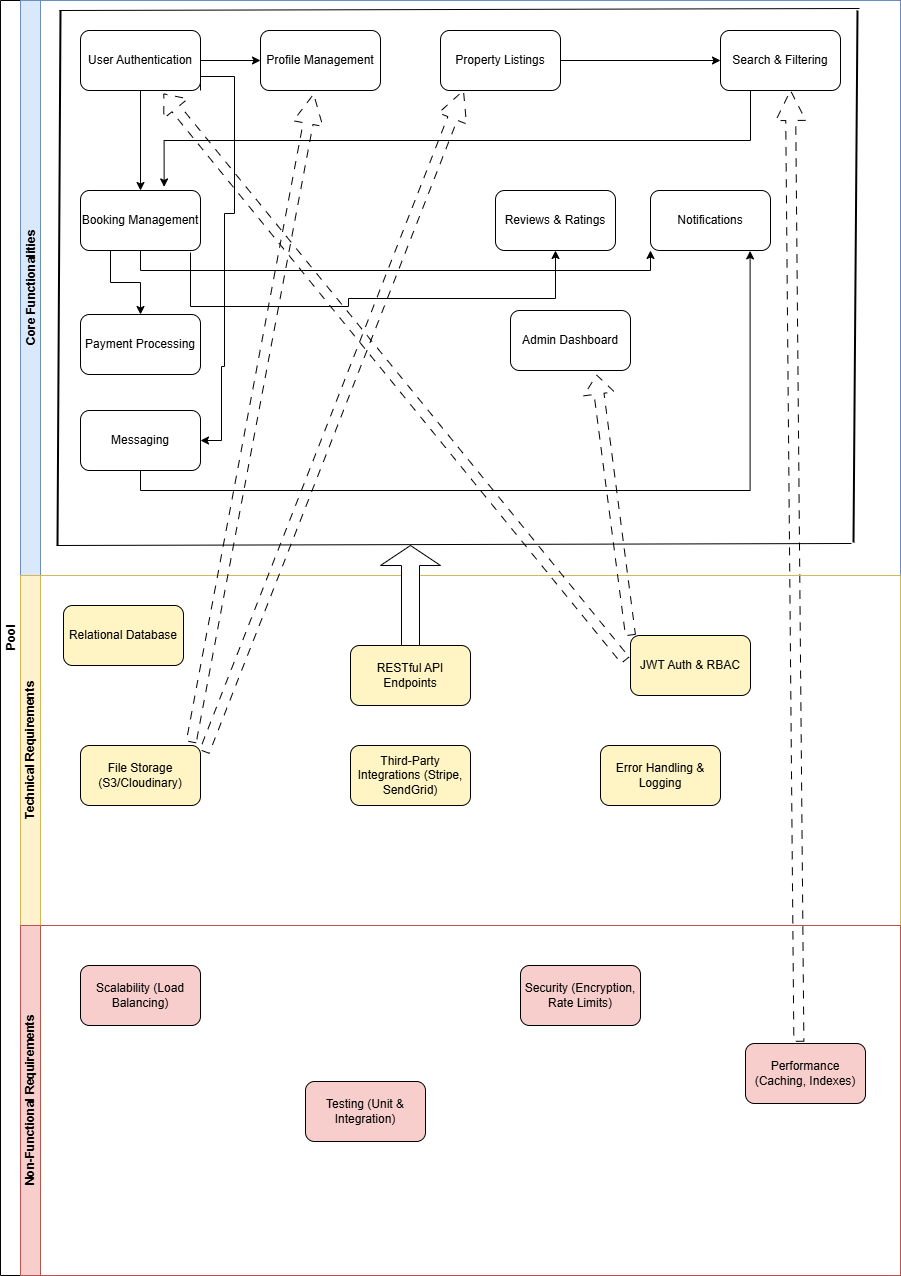 Pool
Core Functionalities
User Authentication
Profile Management
Property Listings
Search & Filtering
Booking Management
Reviews & Ratings
Notifications
Payment Processing
Admin Dashboard
Messaging
Technical Requirements
Relational Database
RESTful API
Endpoints
JWT Auth & RBAC
File Storage
(S3/Cloudinary)
Third-Party
Integrations (Stripe,
SendGrid)
Error Handling &
Logging
Non-Functional Requirements
Scalability (Load
Balancing)
Security (Encryption,
Rate Limits)
Performance
(Caching, Indexes)
Testing (Unit &
Integration)